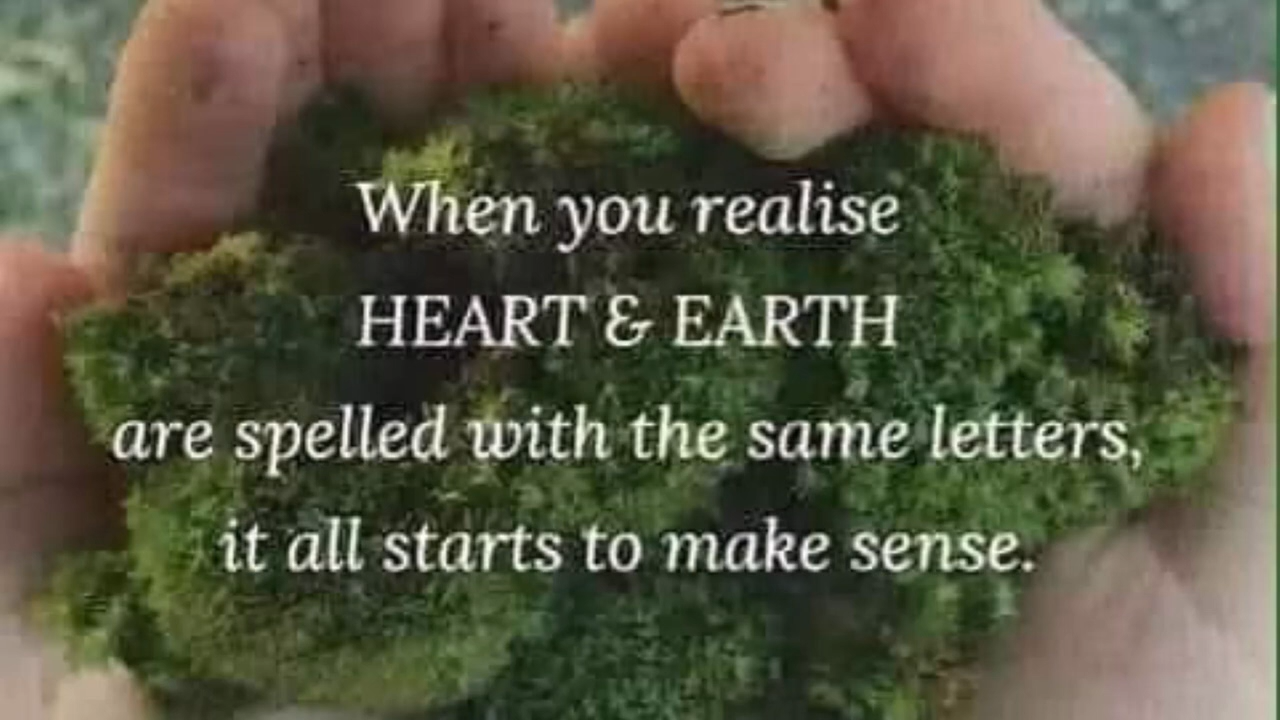 When you realise
HEART & EARTH
are spelled with the same letters,
it all starts to make sense.